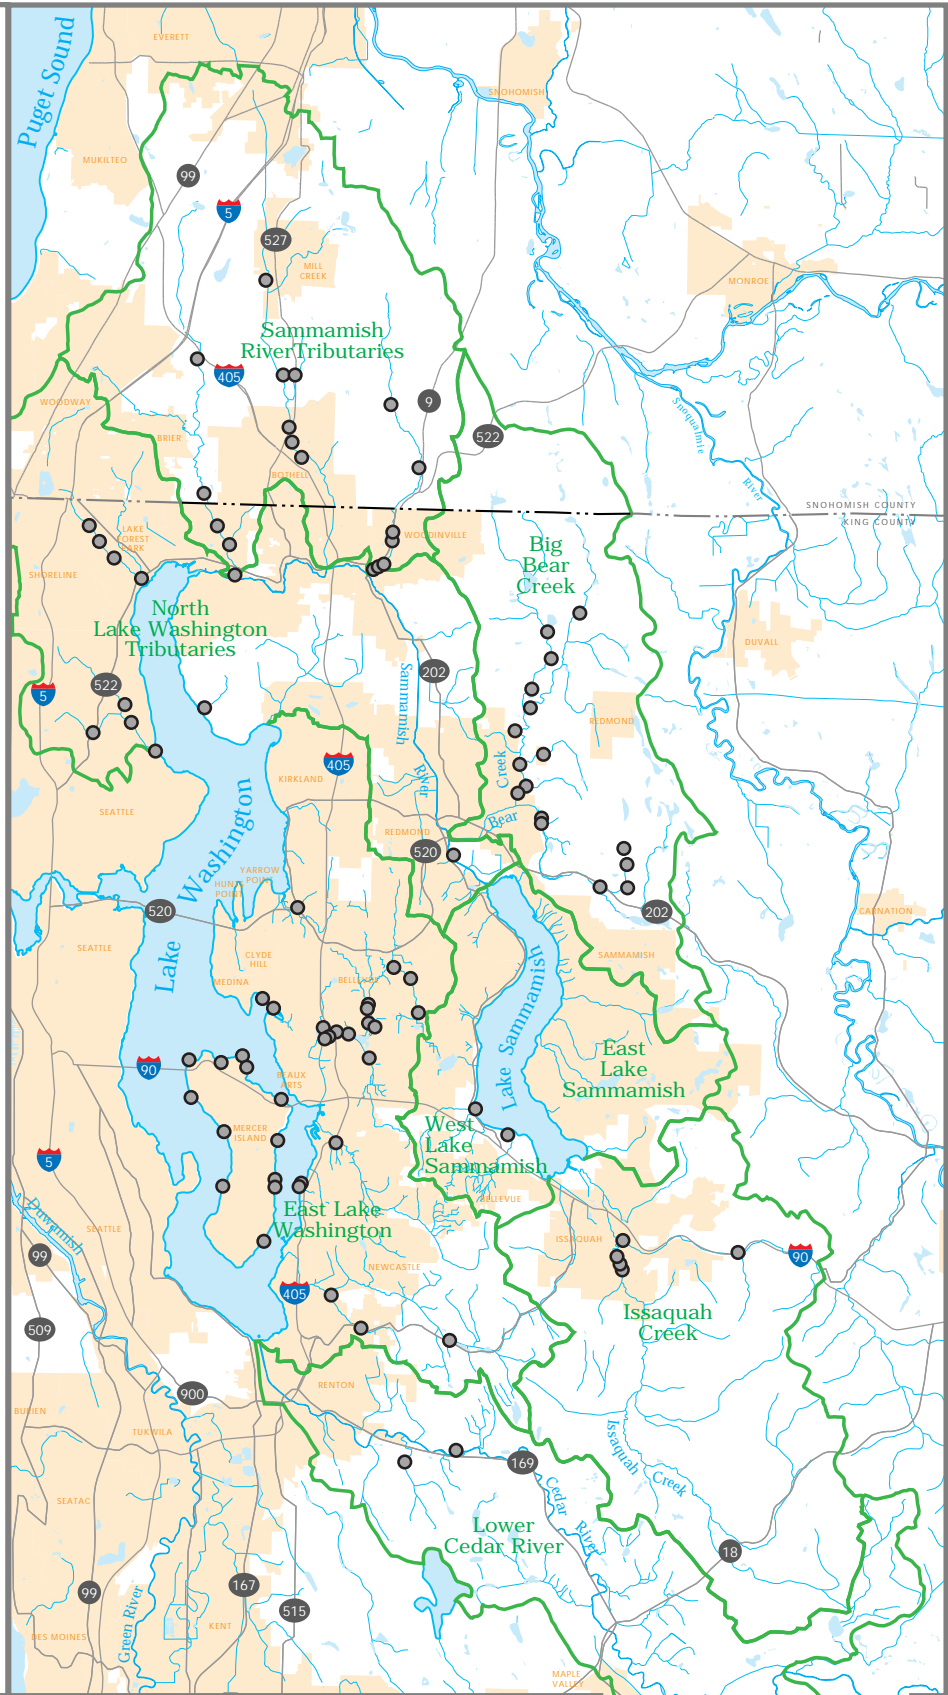 EVERETT
Puget Sound
SNOHOMISH
MUKILTEO
99
5
527
MILL
CREEK
MONROE
Sammamish
RiverTributaries
405
9
WOODWAY
Snoqualmie
River
BRIER
522
BOTHELL
SNOHOMISH COUNTY
KING COUNTY
LAKE
FOREST
PARK
WOODINVILLE
Big
Bear
Creek
SHORELINE
North
Lake Washington
Tributaries
DUVALL
5
522
202
Sammamish
River
REDMOND
405
KIRKLAND
Creek
Bear
SEATTLE
Lake Washington
REDMOND
520
YARROW
POINT
HUNTS
POINT
520
202
CARNATION
SEATTLE
CLYDE
HILL
SAMMAMISH
MEDINA
BELLEVUE
Lake Sammamish
90
BEAUX
ARTS
East
Lake
Sammamish
MERCER
ISLAND
West
Lake
Sammamish
5
BELLEVUE
East Lake
Washington
Duwamish
SEATTLE
99
ISSAQUAH
90
NEWCASTLE
405
Issaquah
Creek
509
900
RENTON
BURIEN
TUKWILA
Issaquah
Creek
169
Cedar
River
SEATAC
Lower
Cedar River
18
99
167
515
Green River
KENT
DES MOINES
MAPLE
VALLEY